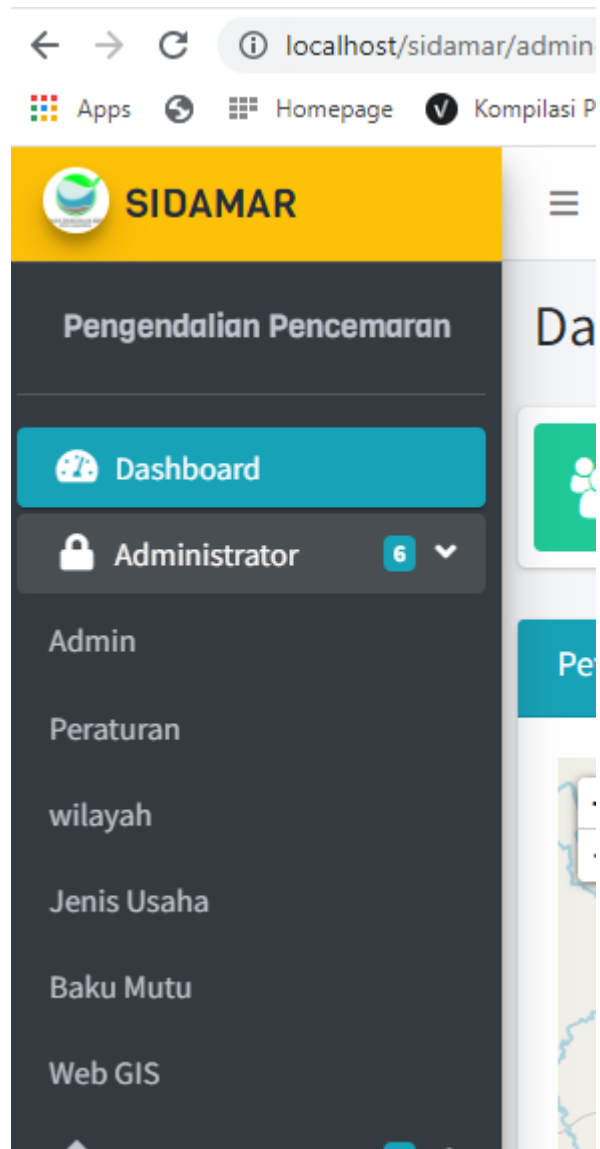 localhost/sidamar/admin
Apps Homepage Kompilasi P
SIDAMAR
Pengendalian Pencemaran
Da
Dashboard
Administrator 6
Admin
Pe
Peraturan
wilayah
Jenis Usaha
Baku Mutu
Web GIS